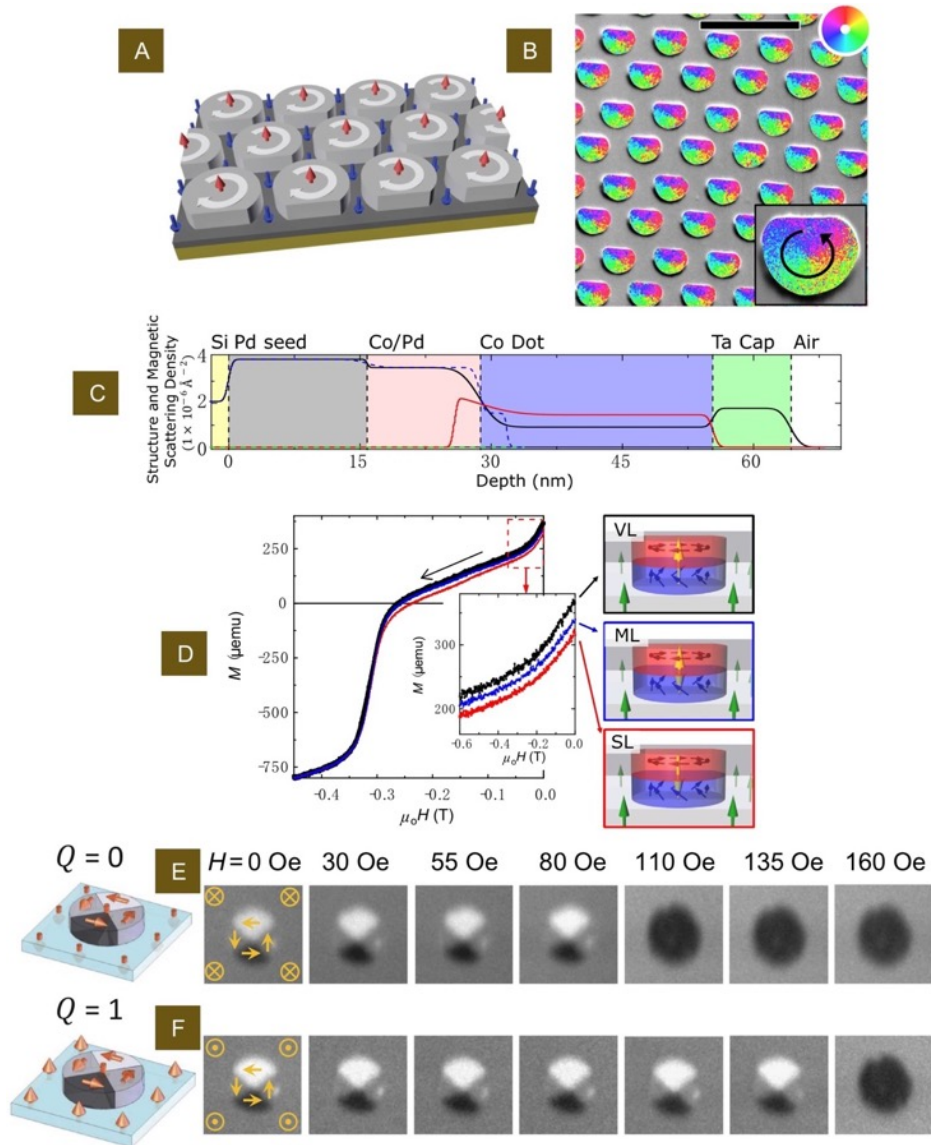 A
B
Si Pd seed Co/Pd Co Dot Ta Cap Air
C
Structure and Magnetic
Scattering Density
(1 × 10⁻⁶ Å⁻²)
4
2
0
0 15 30 45 60
Depth (nm)
D
M (μemu)
250
0
-250
-500
-750
-0.4 -0.3 -0.2 -0.1 0.0
μₒH (T)
M (μemu)
300
200
-0.6 -0.4 -0.2 0.0
μₒH (T)
VL
ML
SL
Q = 0
E
H = 0 Oe 30 Oe 55 Oe 80 Oe 110 Oe 135 Oe 160 Oe
Q = 1
F